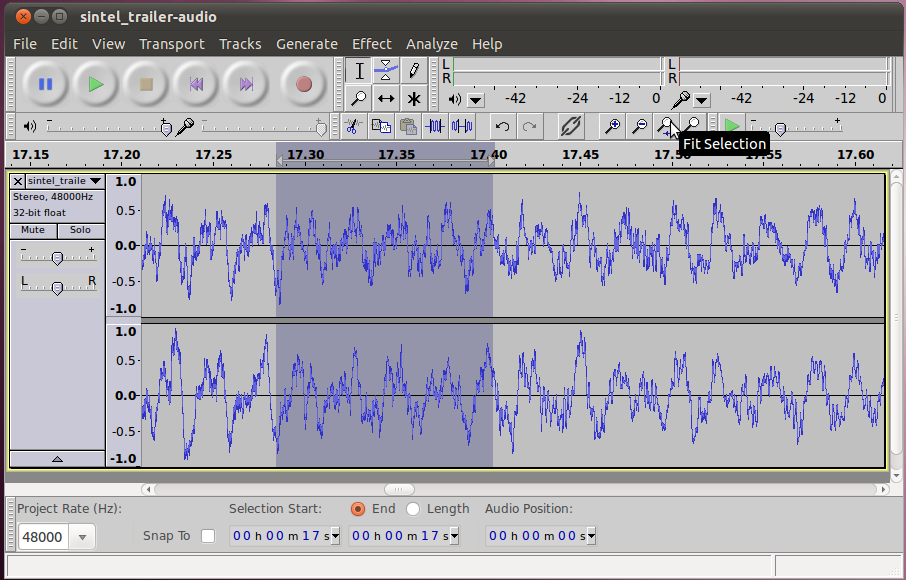 sintel_trailer-audio
File Edit View Transport Tracks Generate Effect Analyze Help
L L
R R
-42 -24 -12 0 -42 -24 -12 0
Fit Selection
17.15 17.20 17.25 17.30 17.35 17.40 17.45 17.50 17.55 17.60
sintel_traile
Stereo, 48000Hz
32-bit float
Mute Solo
L R
1.0
0.5
0.0
-0.5
-1.0
1.0
0.5
0.0
-0.5
-1.0
Project Rate (Hz): Selection Start: End Length Audio Position:
48000 Snap To 00 h 00 m 17 s 00 h 00 m 17 s 00 h 00 m 00 s